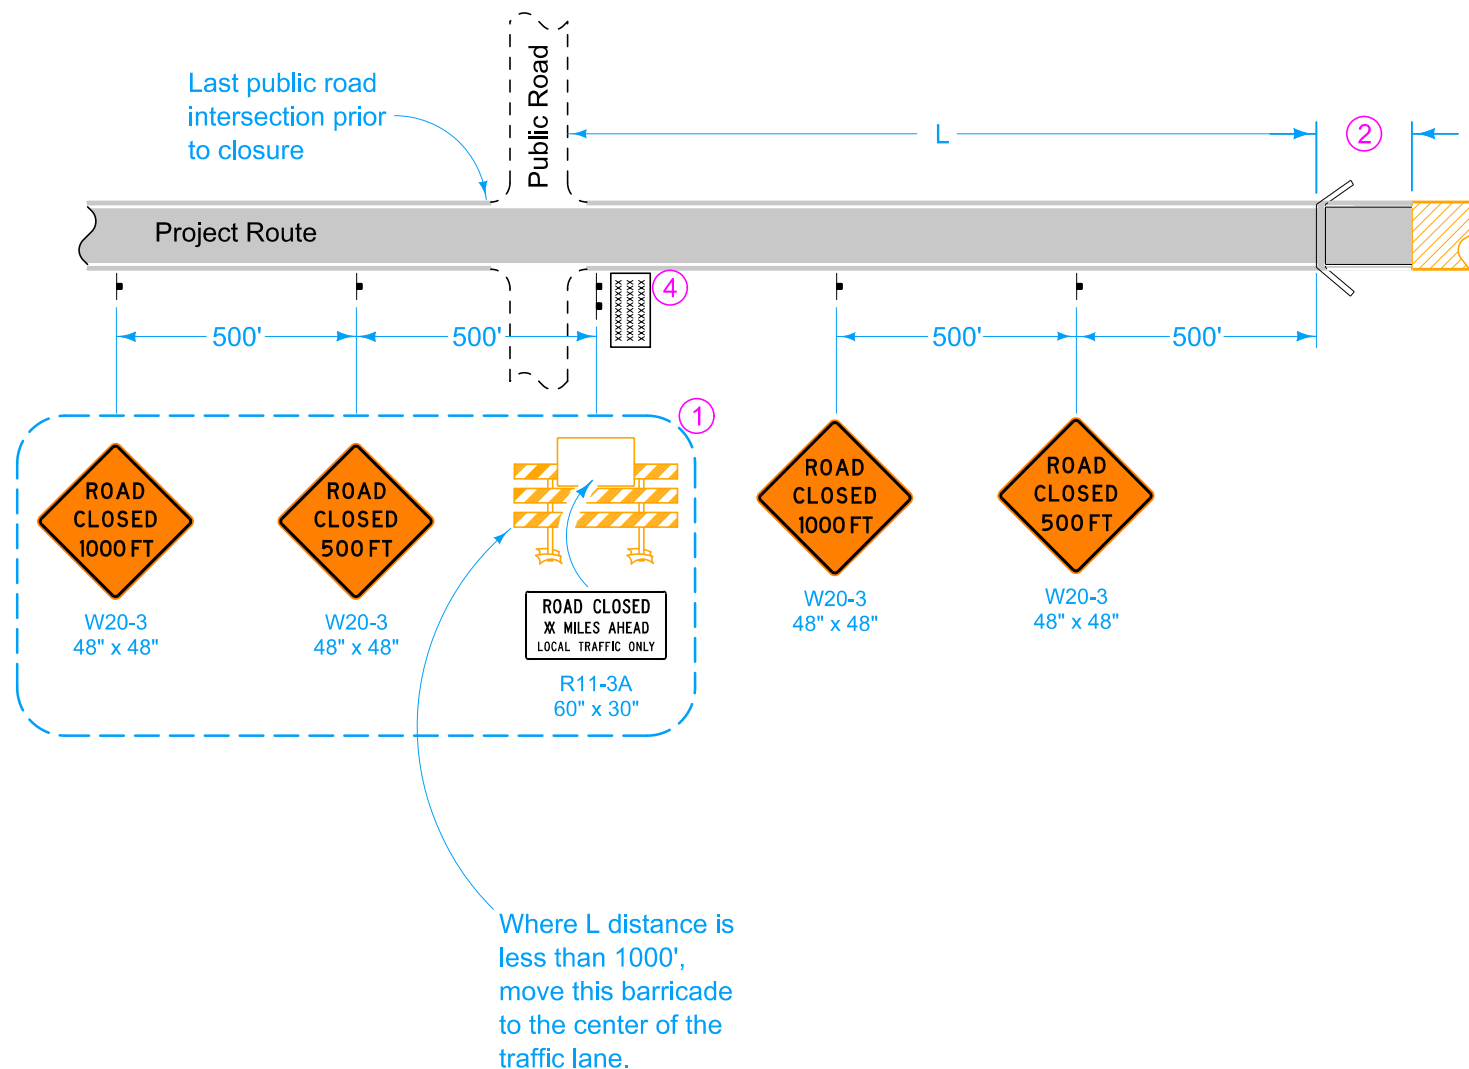 Last public road
intersection prior
to closure
Public Road
L
2
Project Route
4
500'
500'
500'
500'
1
ROAD
CLOSED
1000 FT
W20-3
48" x 48"
ROAD
CLOSED
500 FT
W20-3
48" x 48"
ROAD CLOSED
XX MILES AHEAD
LOCAL TRAFFIC ONLY
R11-3A
60" x 30"
ROAD
CLOSED
1000 FT
W20-3
48" x 48"
ROAD
CLOSED
500 FT
W20-3
48" x 48"
Where L distance is
less than 1000',
move this barricade
to the center of the
traffic lane.